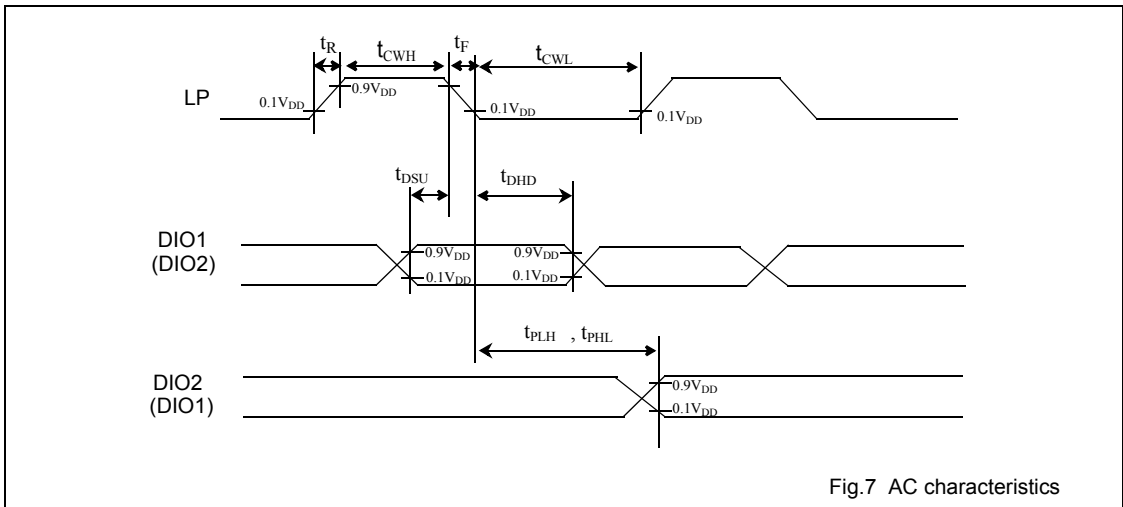 tR tCWH tF tCWL
LP 0.1VDD 0.9VDD 0.1VDD 0.1VDD
tDSU tDHD
DIO1 0.9VDD 0.9VDD
(DIO2) 0.1VDD 0.1VDD
tPLH , tPHL
DIO2 0.9VDD
(DIO1) 0.1VDD
Fig.7 AC characteristics